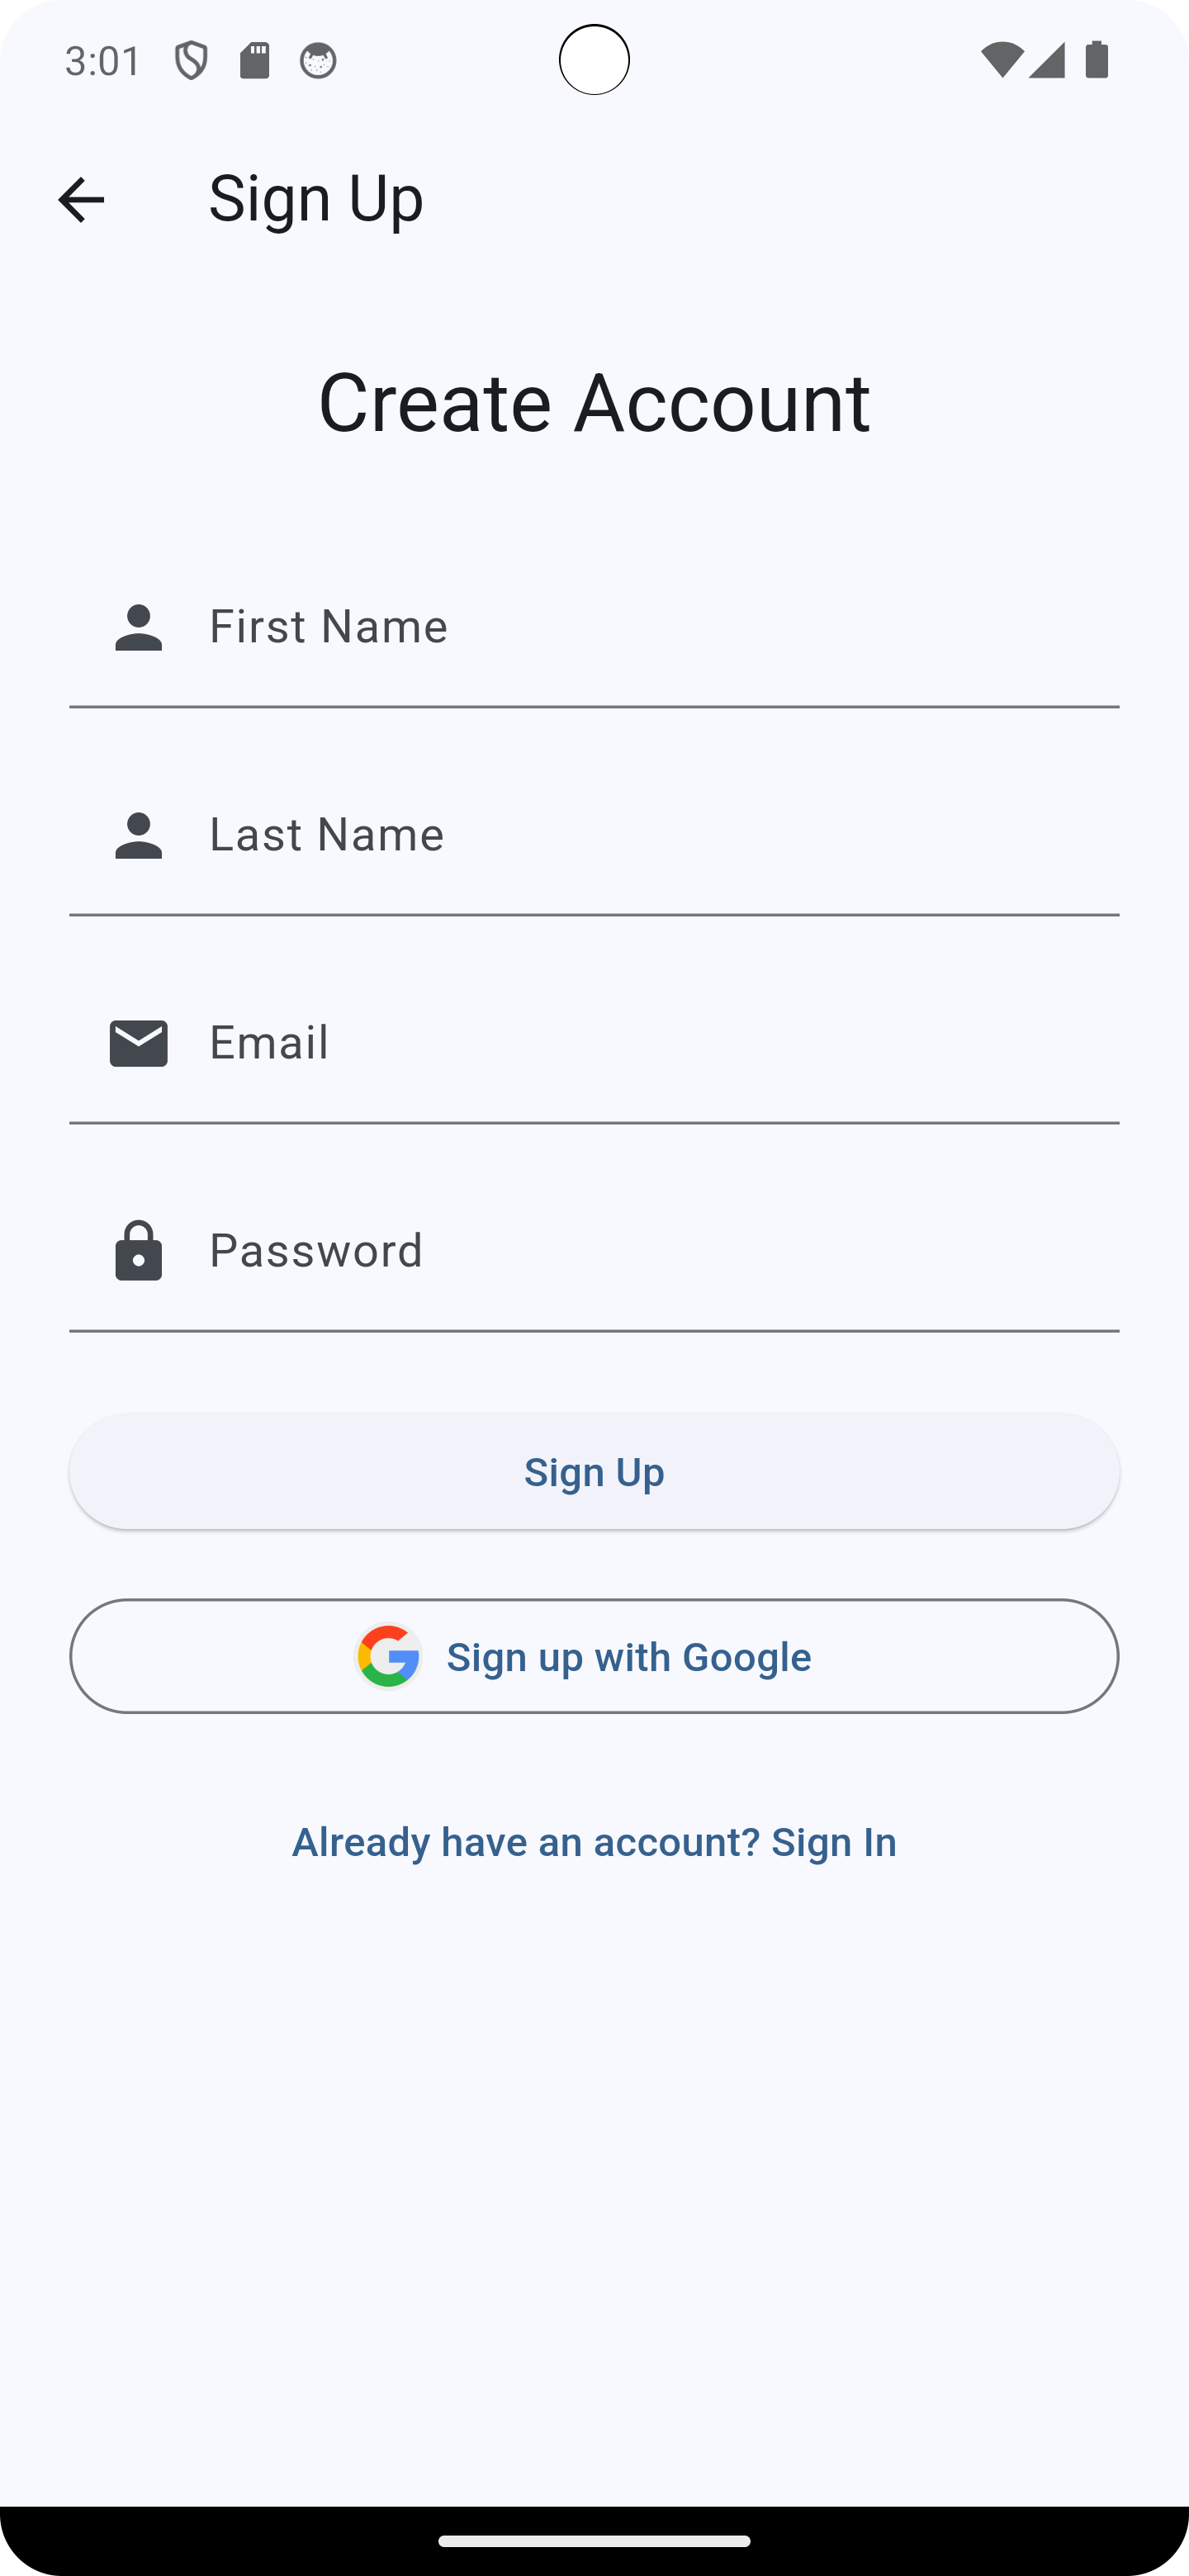 3:01
Sign Up
Create Account
First Name
Last Name
Email
Password
Sign Up
Sign up with Google
Already have an account? Sign In